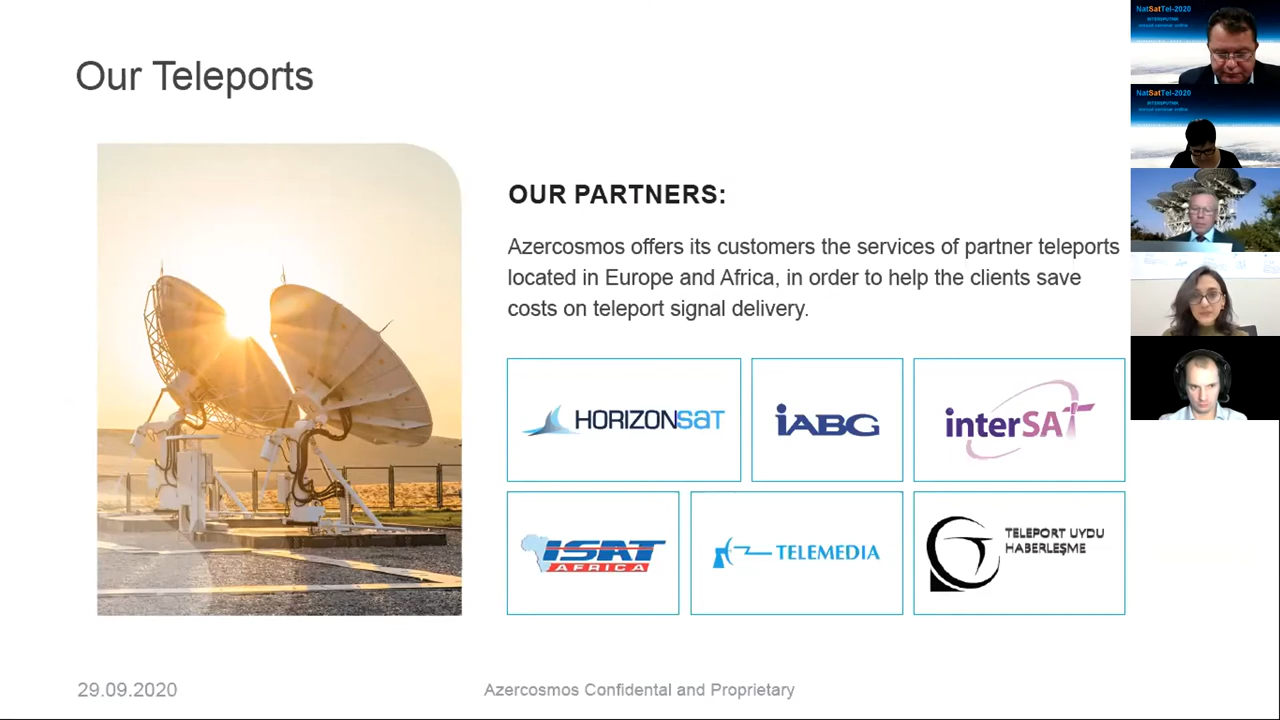 Our Teleports
OUR PARTNERS:
Azercosmos offers its customers the services of partner teleports
located in Europe and Africa, in order to help the clients save
costs on teleport signal delivery.
HORIZONSAT
iABG
interSAT
ISAT
AFRICA
TELEMEDIA
TELEPORT UYDU
HABERLEŞME
29.09.2020
Azercosmos Confidental and Proprietary
NatSatTel-2020
INTERSPUTNIK
NatSatTel-2020
INTERSPUTNIK